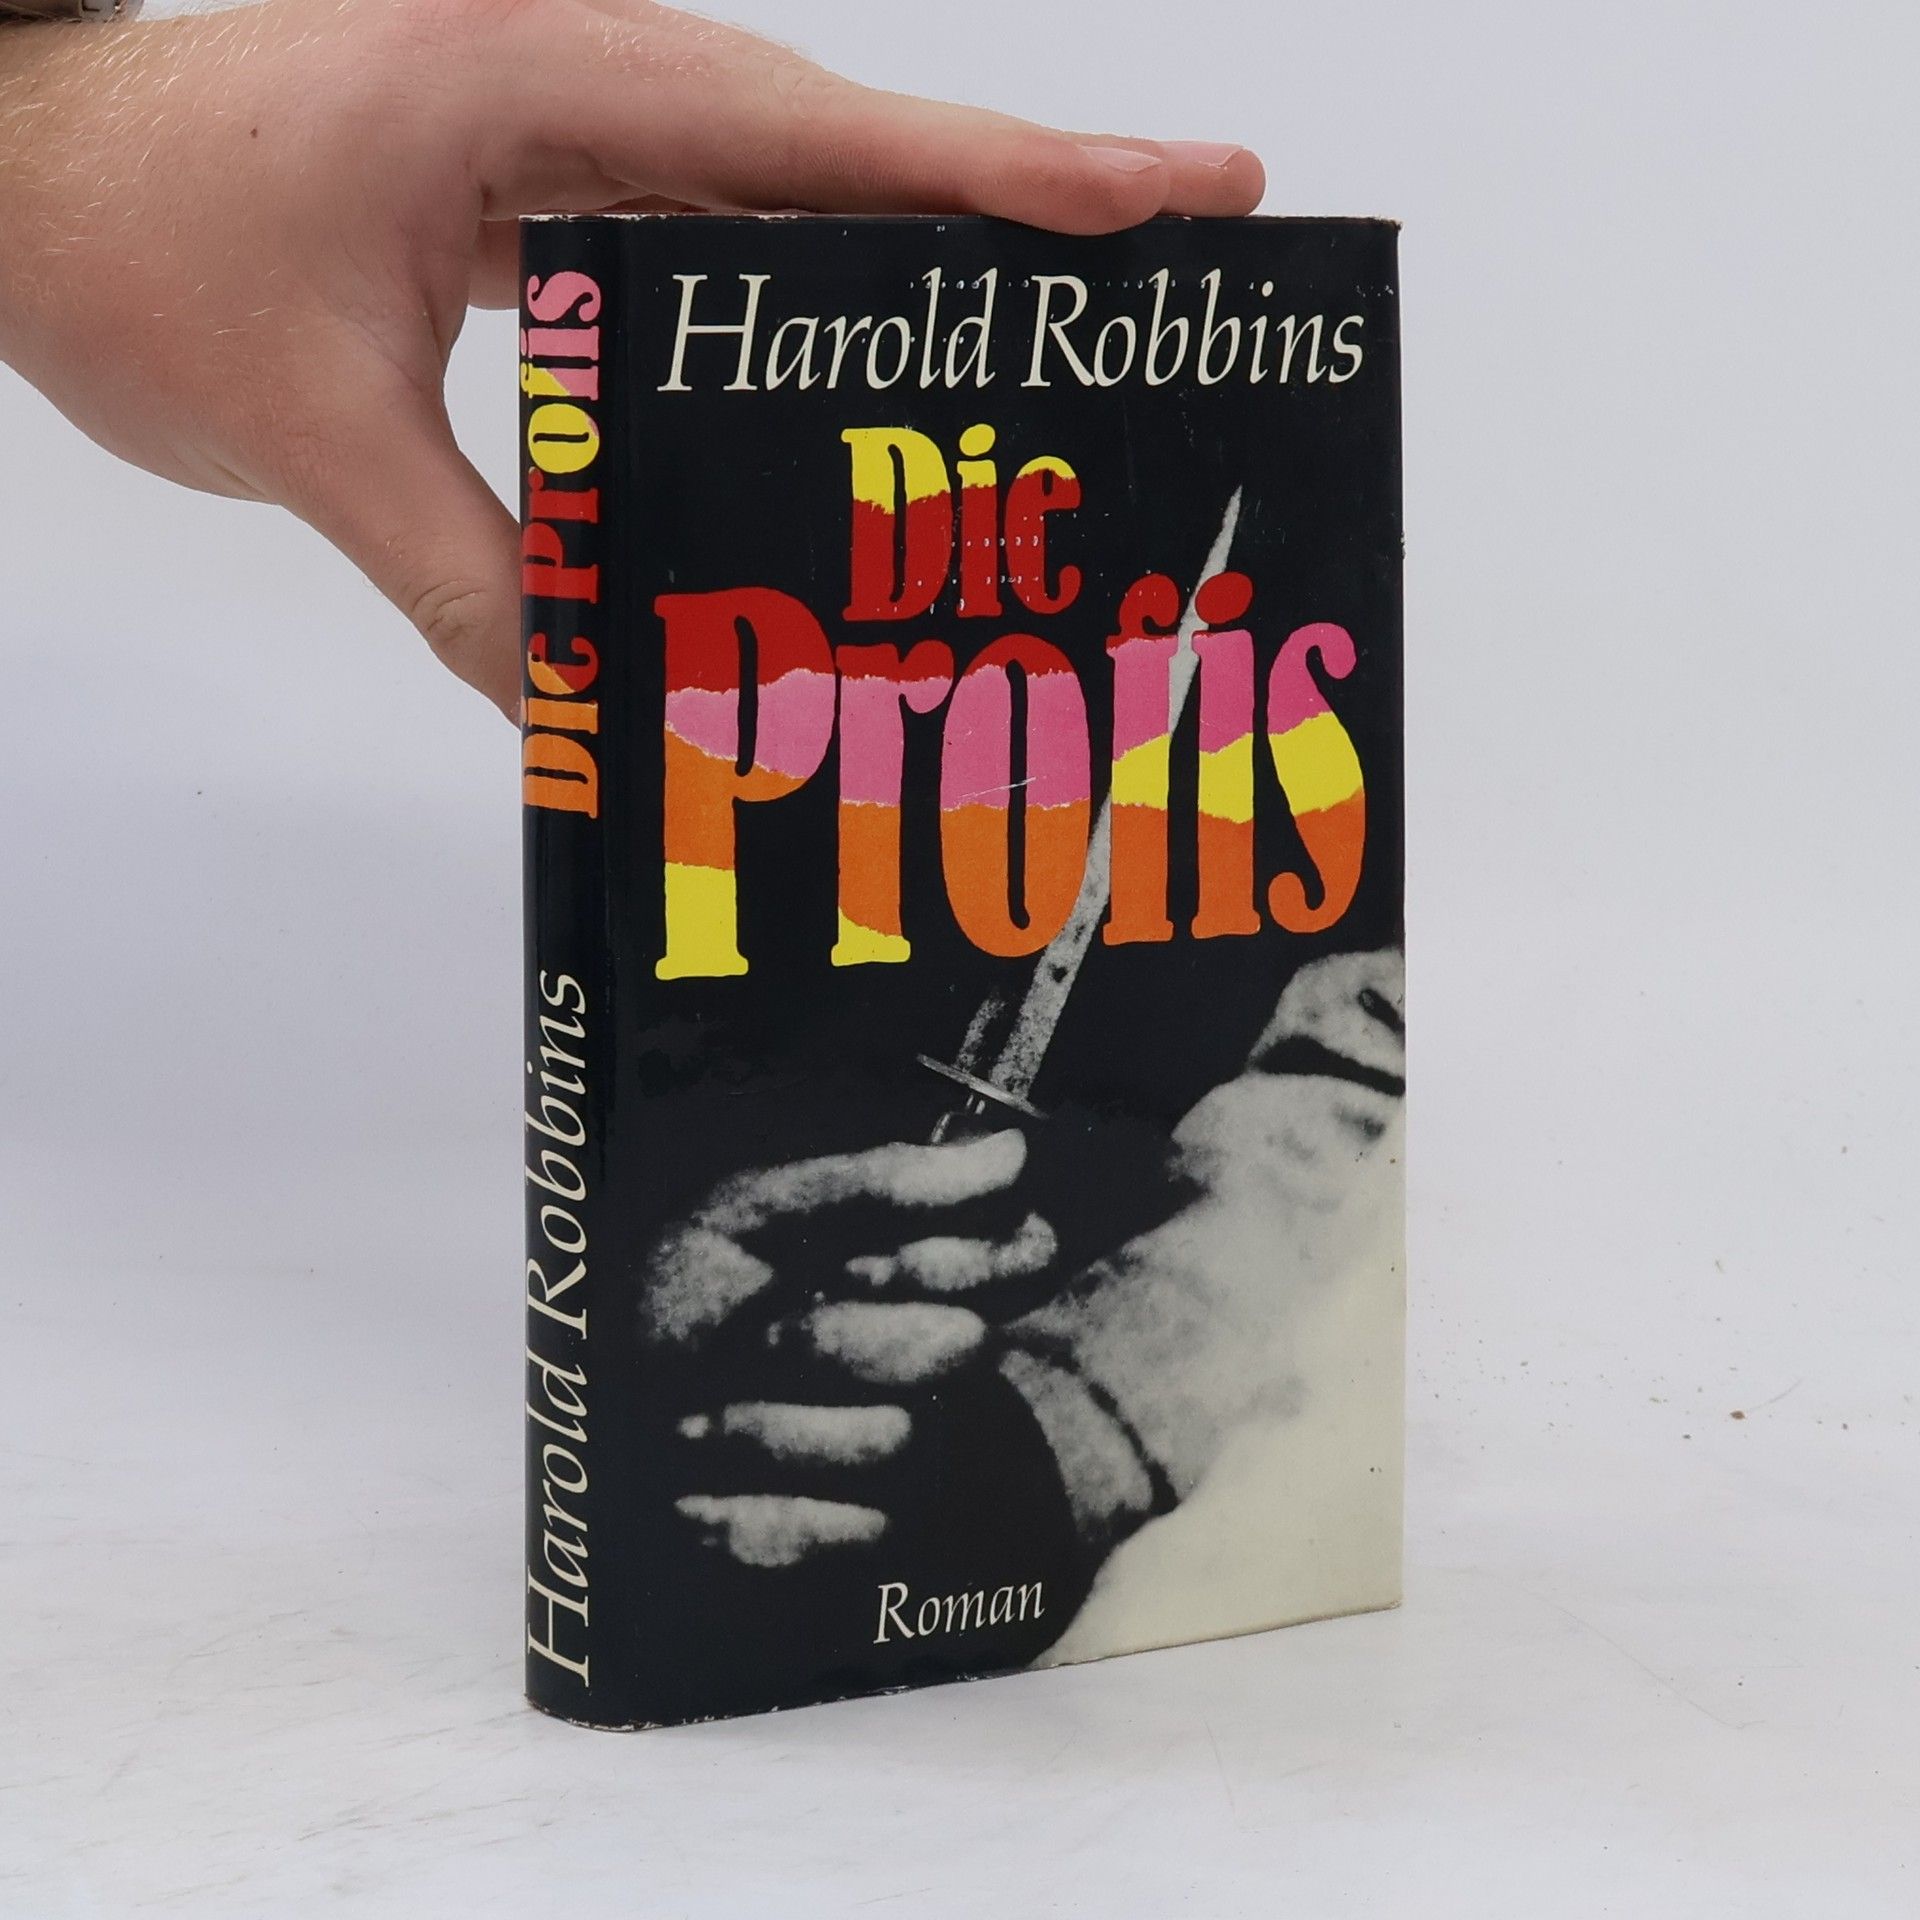 Harold Robbins
Die
Profis
Roman
Harold Robbins Die Profis